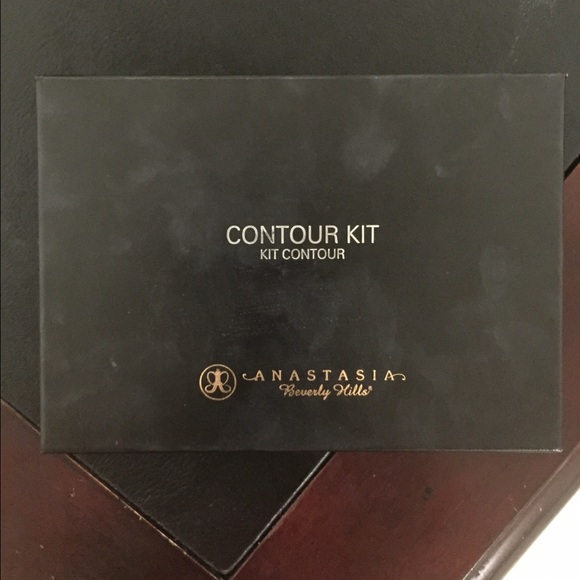 CONTOUR KIT
KIT CONTOUR
ANASTASIA
Beverly Hills®